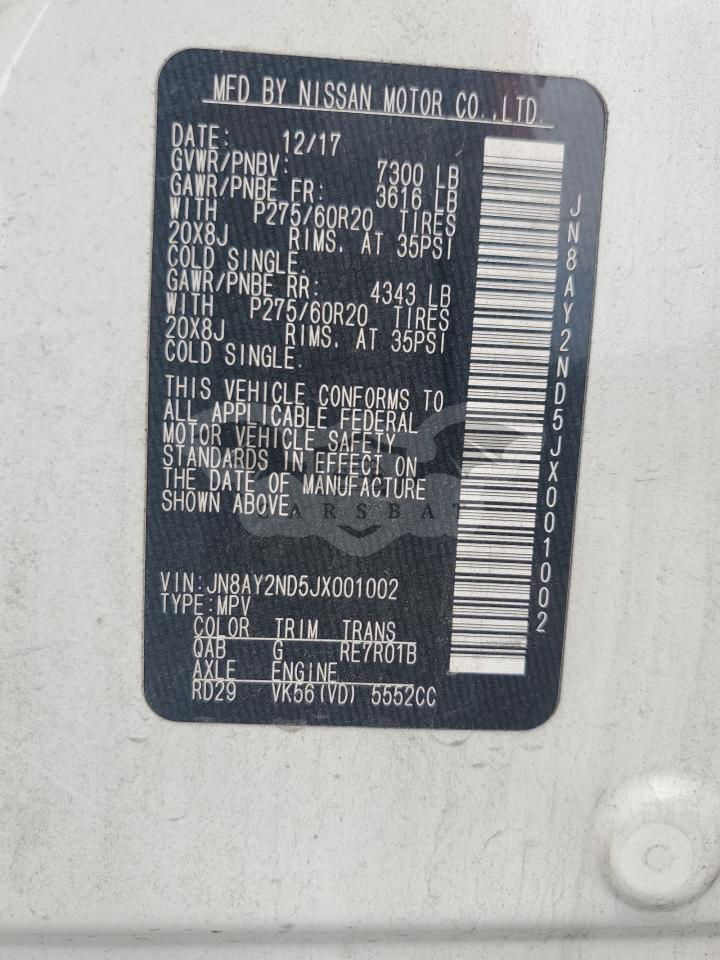 MFD BY NISSAN MOTOR CO.,LTD.
DATE: 12/17
GVWR/PNBV: 7300 LB
GAWR/PNBE FR: 3616 LB
WITH P275/60R20 TIRES
20X8J RIMS, AT 35PSI
COLD SINGLE.
GAWR/PNBE RR: 4343 LB
WITH P275/60R20 TIRES
20X8J RIMS, AT 35PSI
COLD SINGLE.
THIS VEHICLE CONFORMS TO
ALL APPLICABLE FEDERAL
MOTOR VEHICLE SAFETY
STANDARDS IN EFFECT ON
THE DATE OF MANUFACTURE
SHOWN ABOVE.
CARSBAT
VIN:JN8AY2ND5JX001002
TYPE:MPV
COLOR TRIM TRANS
QAB G RE7R01B
AXLE ENGINE
RD29 VK56(VD) 5552CC
JN8AY2ND5JX001002